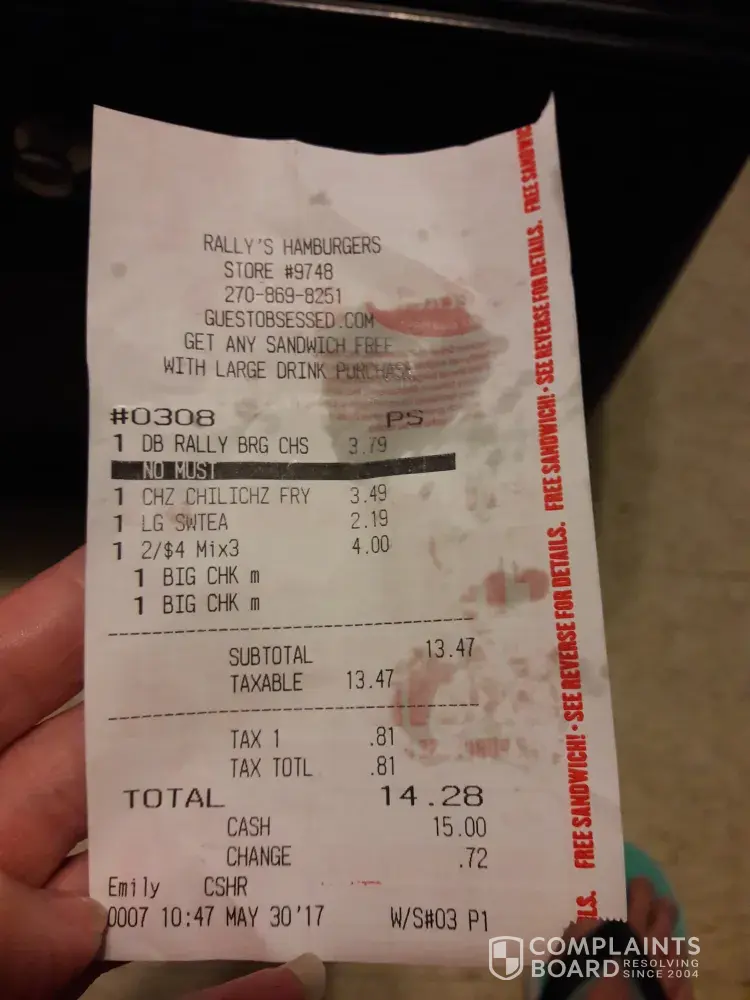 RALLY'S HAMBURGERS
STORE #9748
270-869-8251
GUESTOBSESSED.COM
GET ANY SANDWICH FREE
WITH LARGE DRINK PURCHASE
#0308 PS
1 DB RALLY BRG CHS 3.79
NO MUST
1 CHZ CHILICHZ FRY 3.49
1 LG SWTEA 2.19
1 2/$4 Mix3 4.00
1 BIG CHK m
1 BIG CHK m
SUBTOTAL 13.47
TAXABLE 13.47
TAX 1 .81
TAX TOTL .81
TOTAL 14.28
CASH 15.00
CHANGE .72
Emily CSHR
0007 10:47 MAY 30'17 W/S#03 P1
LS. FREE SANDWICH! • SEE REVERSE FOR DETAILS. FREE SANDWICH! • SEE REVERSE FOR DETAILS. FREE SANDWIC
COMPLAINTS
BOARD RESOLVING
SINCE 2004